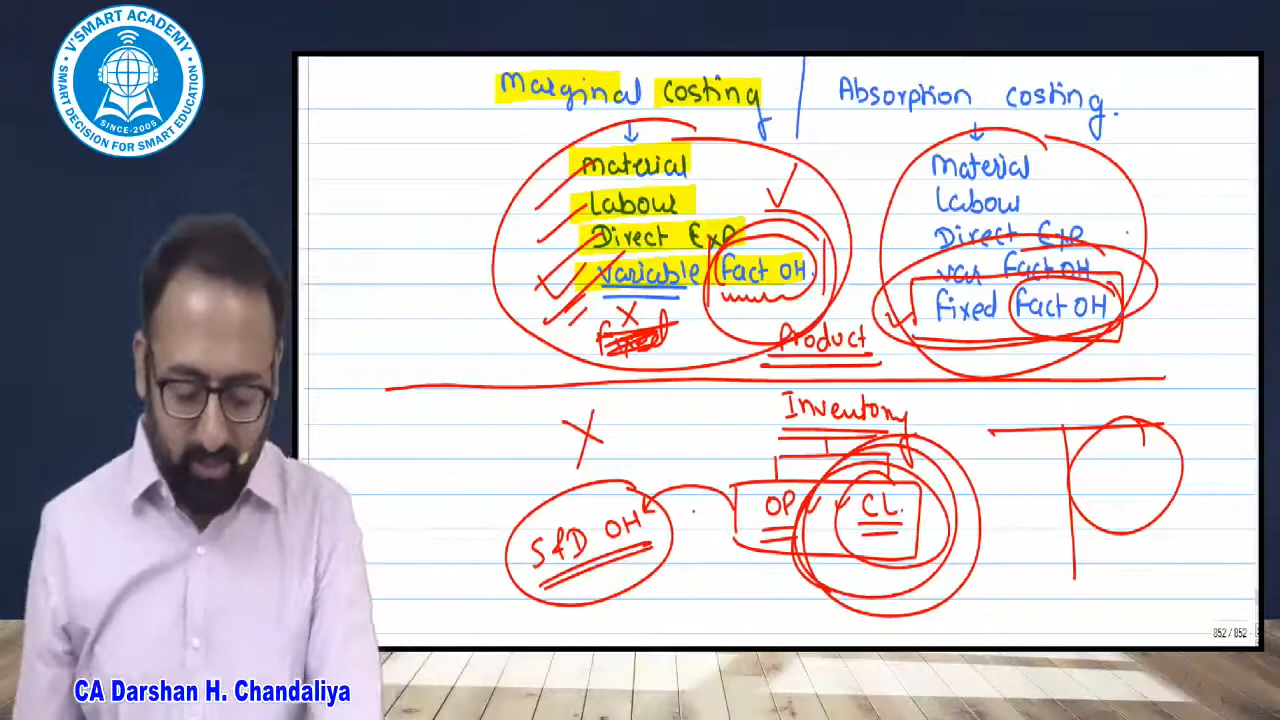 V'SMART ACADEMY
SINCE-2005
SMART DECISION FOR SMART EDUCATION
Marginal costing
Absorption costing.
Material
Labour
Direct Exp
Variable Fact OH.
Fixed
Product
Material
Labour
Direct Exp
var Fact OH
fixed Fact OH
Inventory
OP
CL.
S&D OH
852 / 852
CA Darshan H. Chandaliya